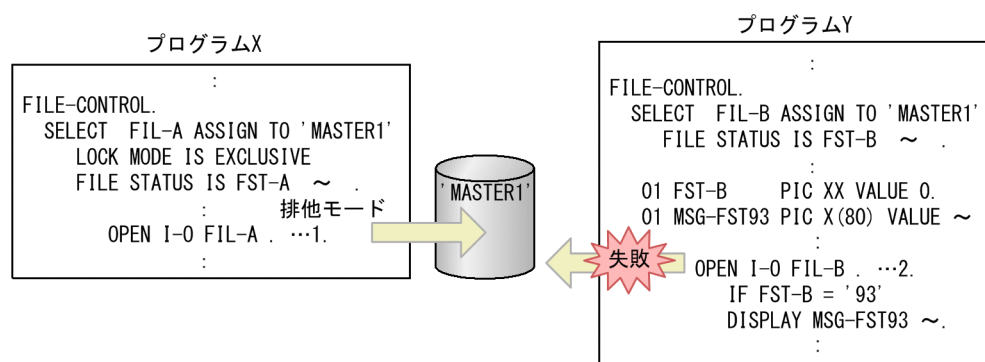 プログラムX
:
FILE-CONTROL.
SELECT FIL-A ASSIGN TO 'MASTER1'
LOCK MODE IS EXCLUSIVE
FILE STATUS IS FST-A ～ .
:
排他モード
OPEN I-O FIL-A . …1.
:
'MASTER1'
失敗
プログラムY
:
FILE-CONTROL.
SELECT FIL-B ASSIGN TO 'MASTER1'
FILE STATUS IS FST-B ～ .
:
01 FST-B PIC XX VALUE 0.
01 MSG-FST93 PIC X(80) VALUE ～
:
OPEN I-O FIL-B . …2.
IF FST-B = '93'
DISPLAY MSG-FST93 ～.
: